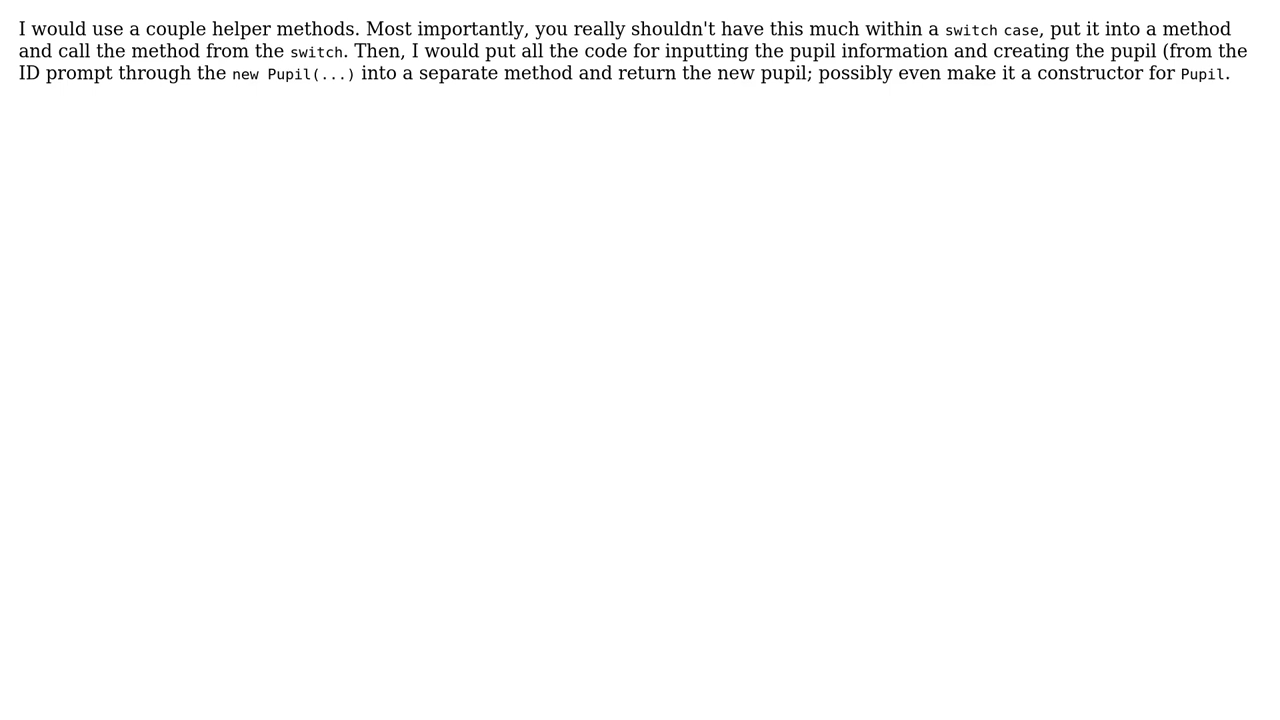 I would use a couple helper methods. Most importantly, you really shouldn't have this much within a switch case, put it into a method
and call the method from the switch. Then, I would put all the code for inputting the pupil information and creating the pupil (from the
ID prompt through the new Pupil(...) into a separate method and return the new pupil; possibly even make it a constructor for Pupil.